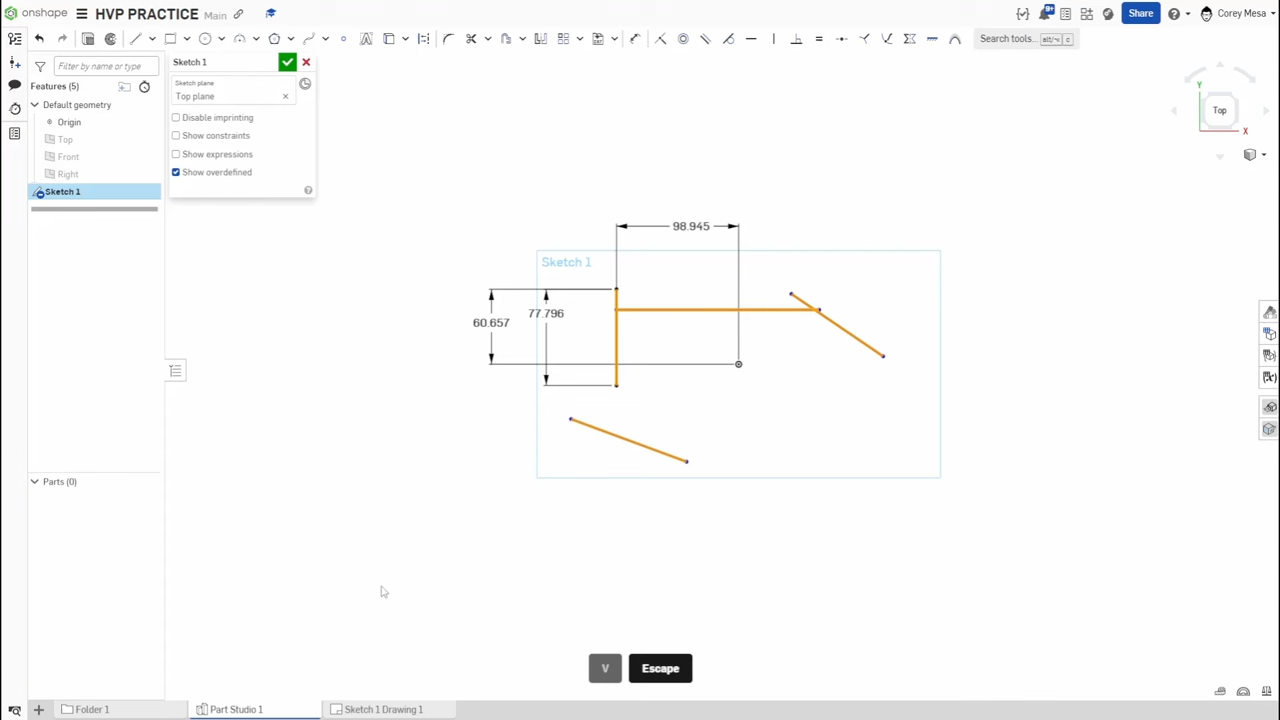 onshape HVP PRACTICE Main 9+ Share Corey Mesa
Search tools... alt/⌥ c
Sketch 1
Filter by name or type
Sketch plane
Top plane
Features (5)
Default geometry
Disable imprinting
Origin
Show constraints
Top
Show expressions
Front
Show overdefined
Right
Sketch 1
Y
Top
X
98.945
Sketch 1
77.796
60.657
Parts (0)
V Escape
Folder 1 Part Studio 1 Sketch 1 Drawing 1